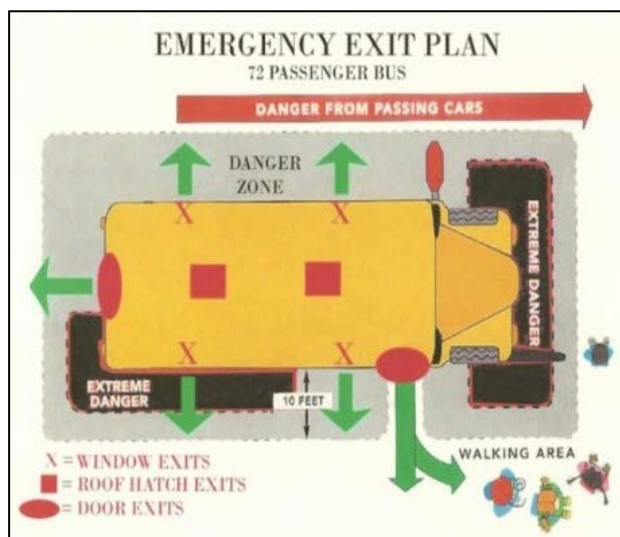 EMERGENCY EXIT PLAN
72 PASSENGER BUS
DANGER FROM PASSING CARS
DANGER
ZONE
X
X
EXTREME DANGER
X
X
EXTREME
DANGER
10 FEET
WALKING AREA
X = WINDOW EXITS
= ROOF HATCH EXITS
= DOOR EXITS